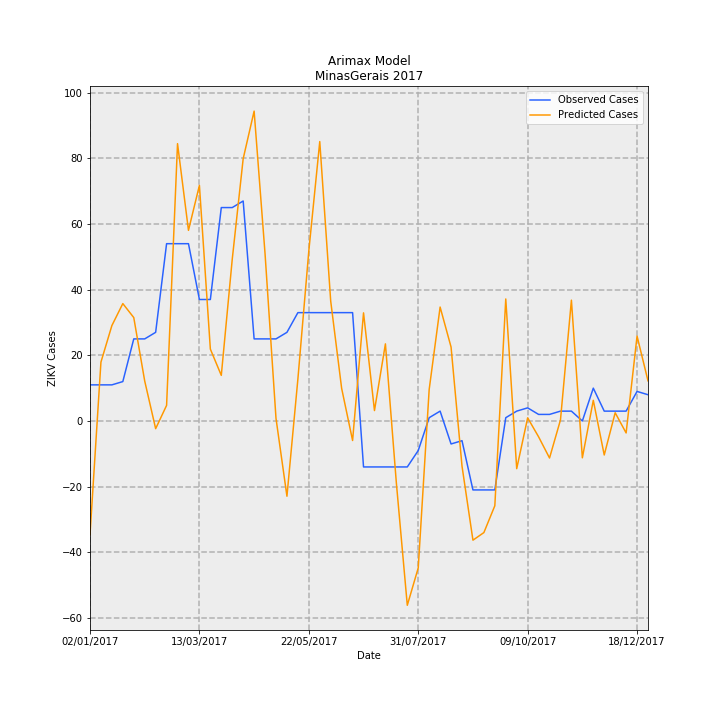 Arimax Model
MinasGerais 2017
Observed Cases
Predicted Cases
100
80
60
40
20
0
−20
−40
−60
ZIKV Cases
02/01/2017
13/03/2017
22/05/2017
31/07/2017
09/10/2017
18/12/2017
Date